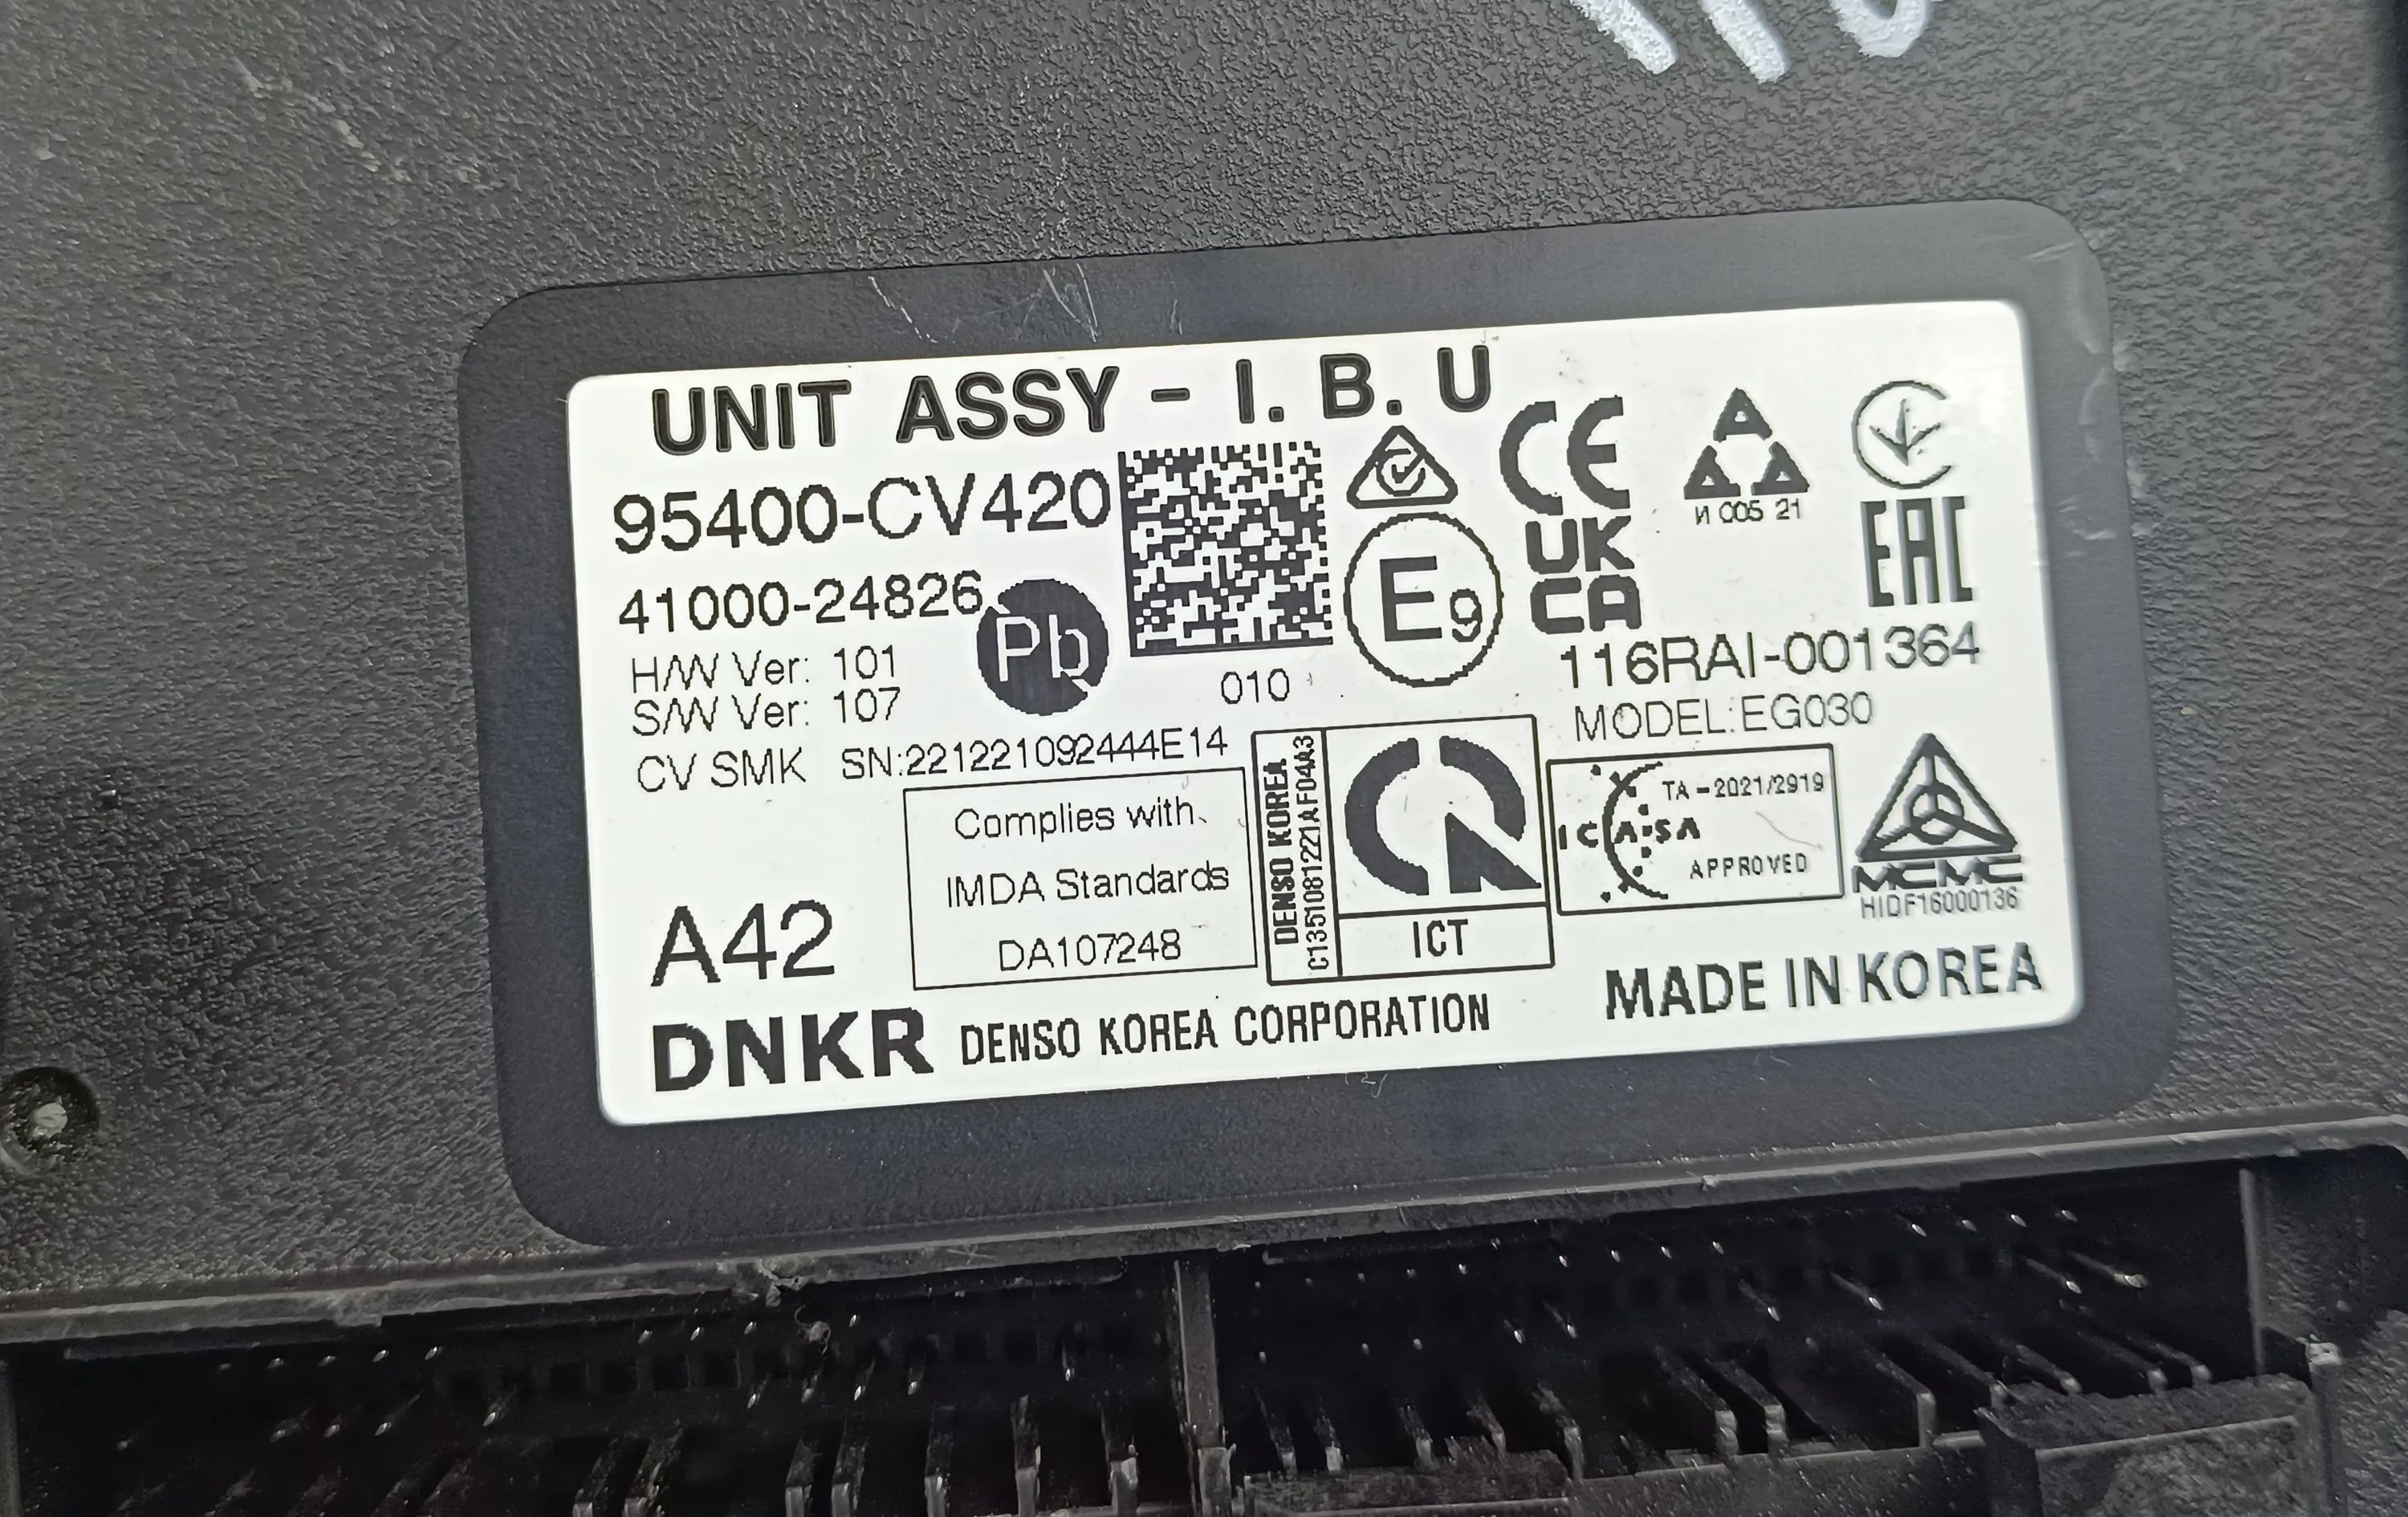 UNIT ASSY - I. B. U
95400-CV420
41000-24826
Pb
H/W Ver: 101
S/W Ver: 107
010
CV SMK SN:221221092444E14
E9
CE
UK
CA
И 005 21
EAC
116RAI-001364
MODEL:EG030
Complies with
IMDA Standards
DA107248
DENSO KOREA
C1351081221AF04A3
ICT
TA-2021/2919
ICASA
APPROVED
MCMC
HIDF16000136
A42
DNKR DENSO KOREA CORPORATION
MADE IN KOREA